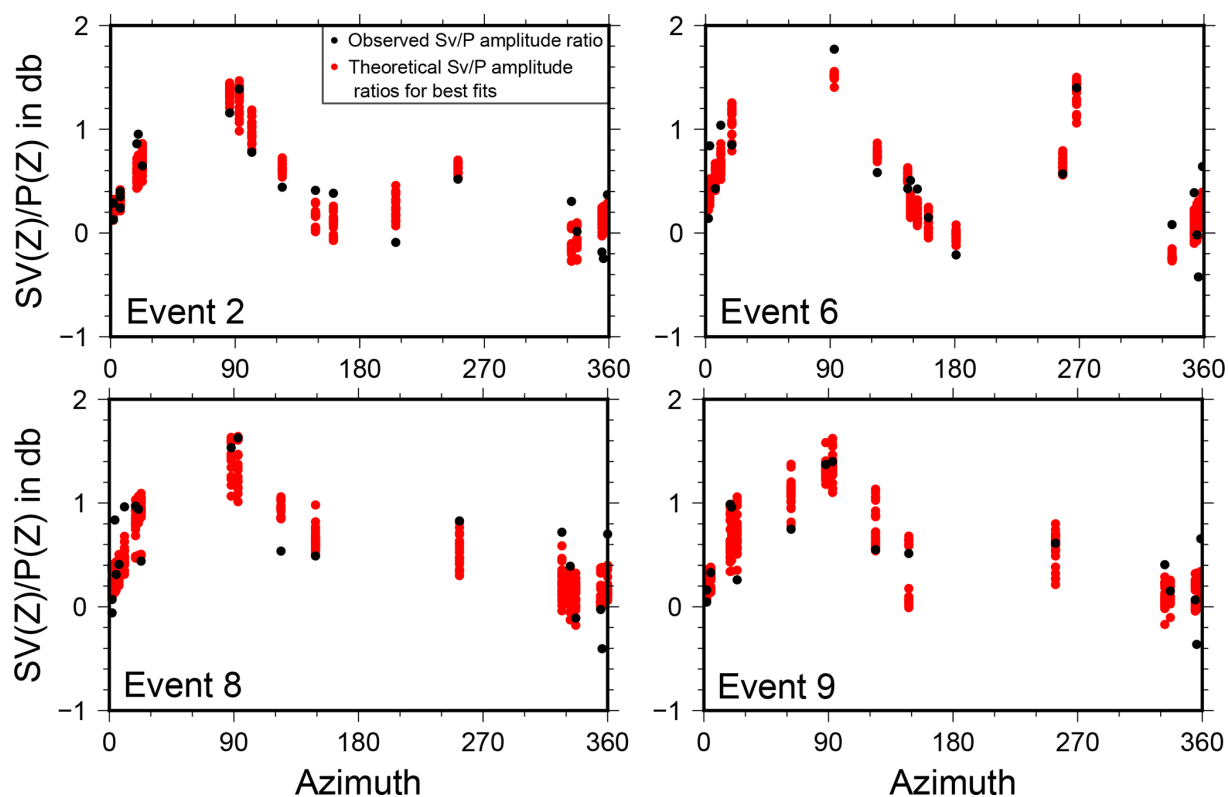 2
1
0
−1
SV(Z)/P(Z) in db
Observed Sv/P amplitude ratio
Theoretical Sv/P amplitude
ratios for best fits
Event 2
0 90 180 270 360
2
1
0
−1
Event 6
0 90 180 270 360
2
1
0
−1
SV(Z)/P(Z) in db
Event 8
0 90 180 270 360
Azimuth
2
1
0
−1
Event 9
0 90 180 270 360
Azimuth